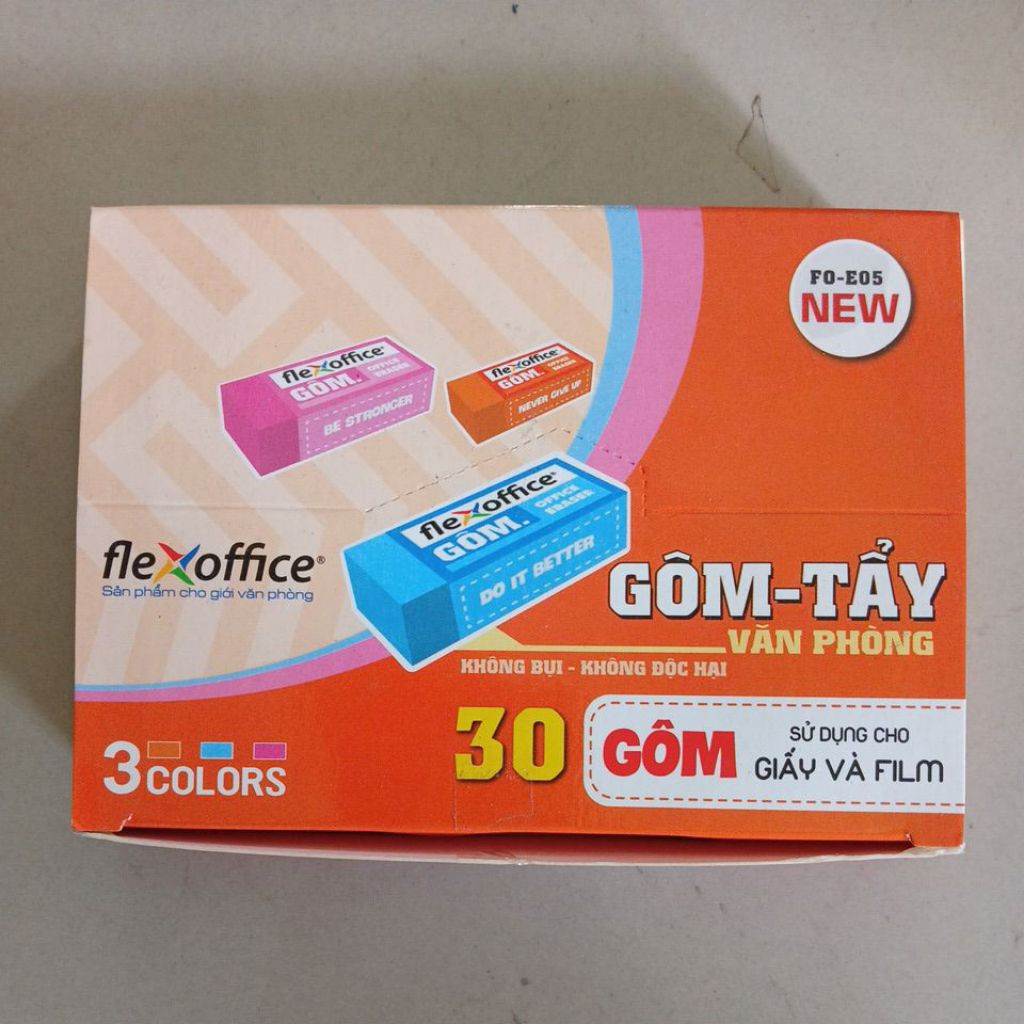 FO-E05
NEW
flexoffice®
GÔM.
OFFICE
ERASER
BE STRONGER
flexoffice®
GÔM.
OFFICE
ERASER
NEVER GIVE UP
flexoffice®
GÔM.
OFFICE
ERASER
DO IT BETTER
flexoffice®
Sản phẩm cho giới văn phòng
GÔM-TẨY
VĂN PHÒNG
KHÔNG BỤI - KHÔNG ĐỘC HẠI
3 COLORS
30
GÔM
SỬ DỤNG CHO
GIẤY VÀ FILM